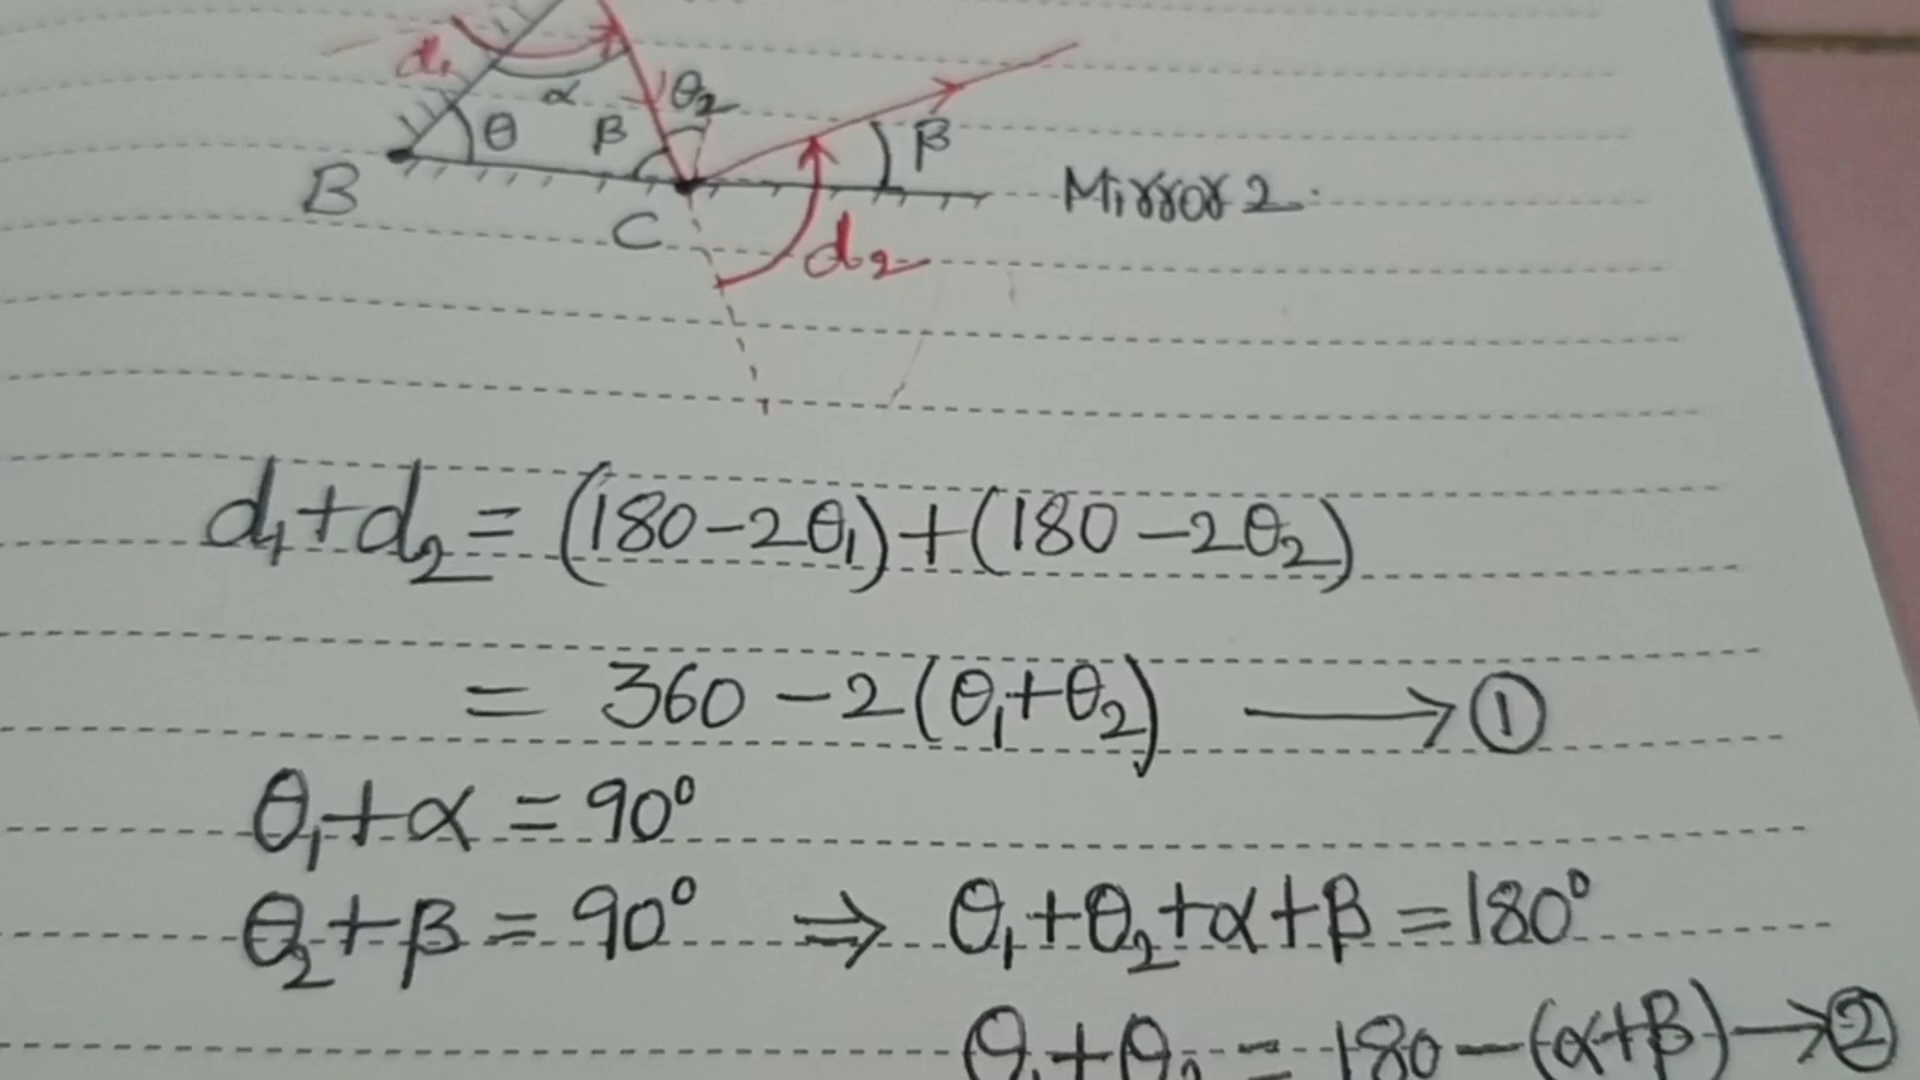 d₁
α
θ₂
θ
β
β
B
C
Mirror 2
d₂
d₁+d₂ = (180-2θ₁)+(180-2θ₂)
= 360-2(θ₁+θ₂) ⟶ ①
θ₁+α = 90°
θ₂+β = 90° ⇒ θ₁+θ₂+α+β = 180°
θ₁+θ₂ = 180-(α+β) ⟶ ②